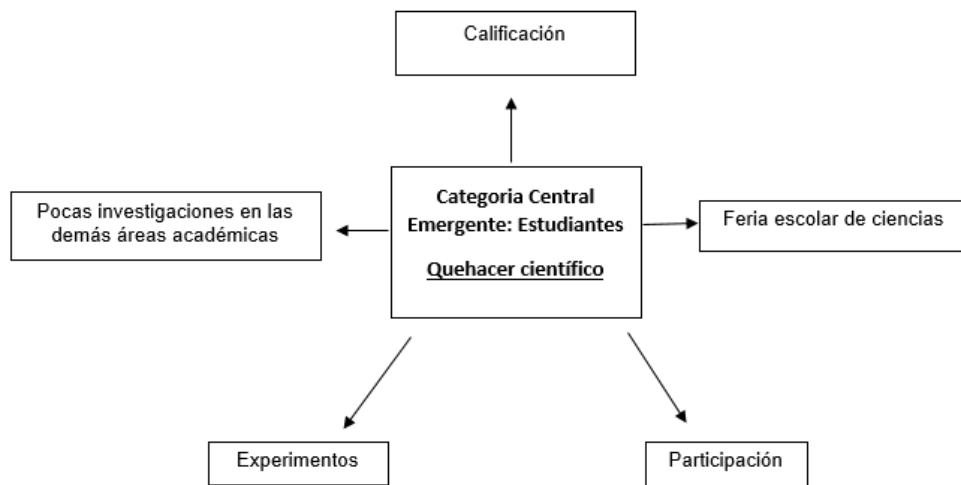 Calificación
Pocas investigaciones en las
demás áreas académicas
Categoria Central
Emergente: Estudiantes
Quehacer científico
Feria escolar de ciencias
Experimentos
Participación